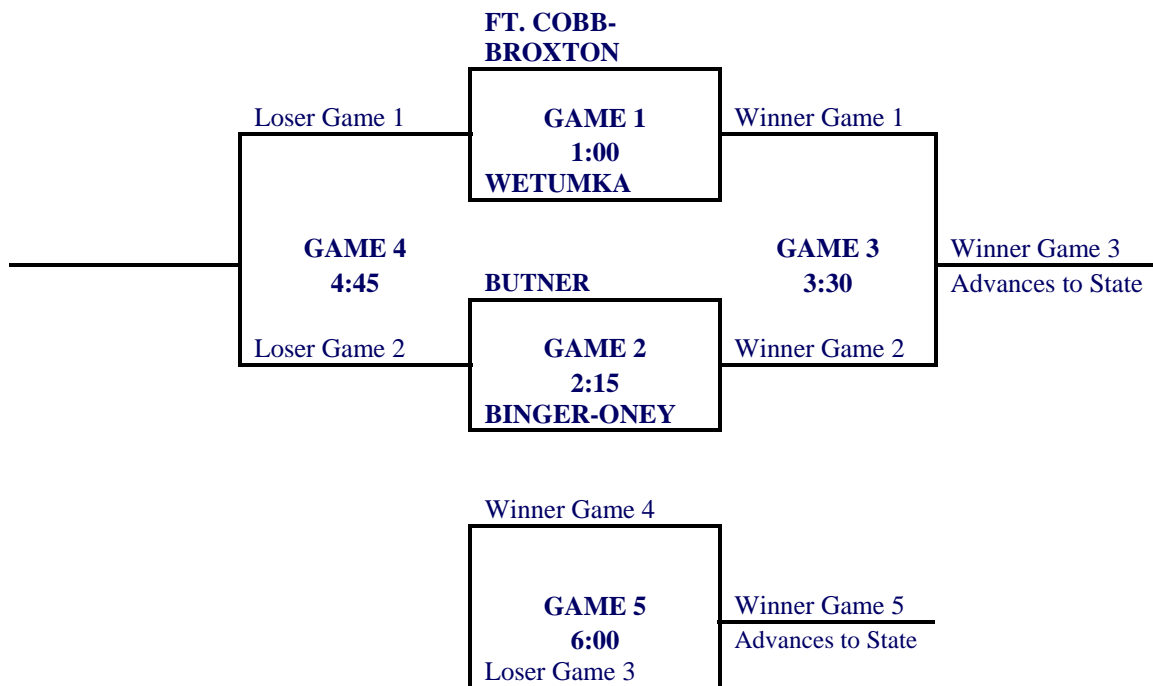 FT. COBB-
BROXTON
Loser Game 1
GAME 1
Winner Game 1
1:00
WETUMKA
GAME 4
GAME 3
Winner Game 3
4:45
BUTNER
3:30
Advances to State
Loser Game 2
GAME 2
Winner Game 2
2:15
BINGER-ONEY
Winner Game 4
GAME 5
Winner Game 5
6:00
Advances to State
Loser Game 3